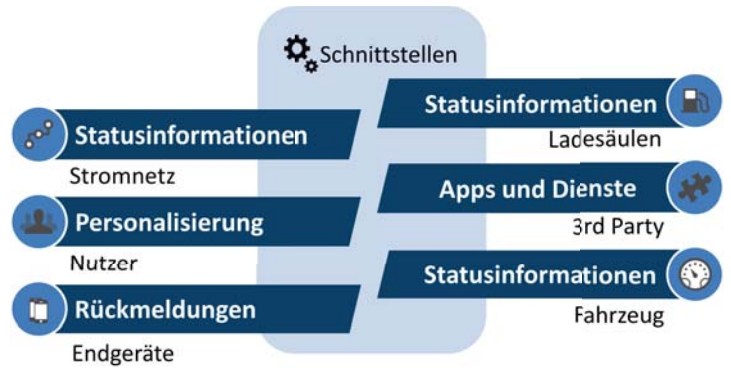 Schnittstellen
Statusinformationen
Stromnetz
Personalisierung
Nutzer
Rückmeldungen
Endgeräte
Statusinformationen
Ladesäulen
Apps und Dienste
3rd Party
Statusinformationen
Fahrzeug